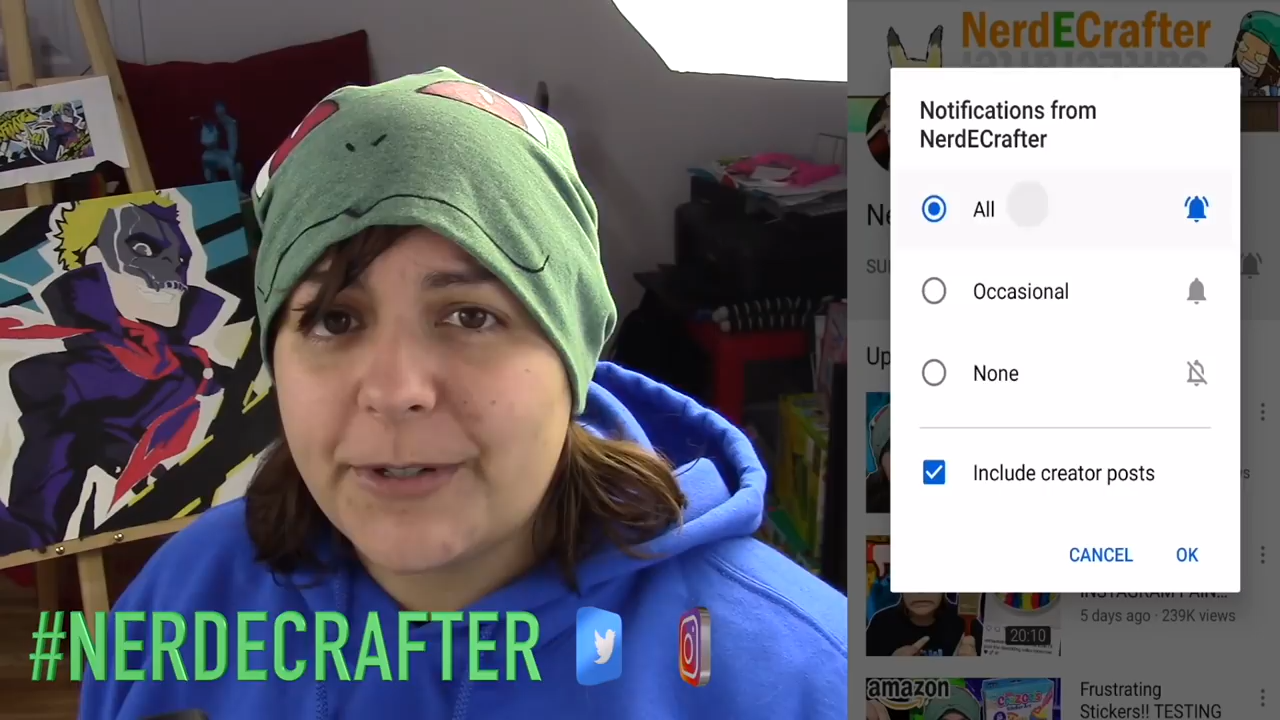 NerdECrafter
Notifications from
NerdECrafter
All
Occasional
None
Include creator posts
CANCEL
OK
Up
5 days ago · 239K views
20:10
amazon
Frustrating
Stickers!! TESTING
#NERDECRAFTER